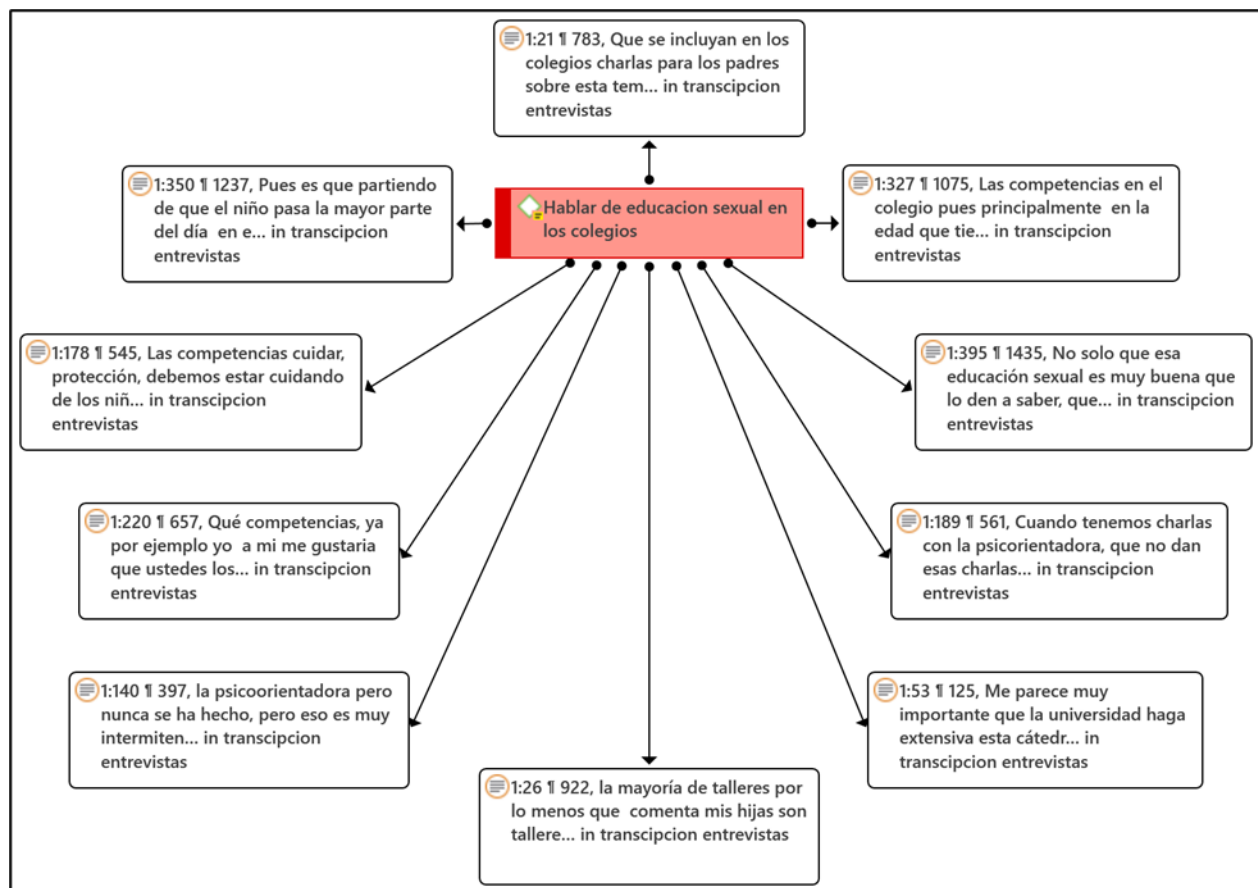 1:21 ¶ 783, Que se incluyan en los
colegios charlas para los padres
sobre esta tem... in transcipcion
entrevistas
1:350 ¶ 1237, Pues es que partiendo
de que el niño pasa la mayor parte
del día  en e... in transcipcion
entrevistas
Hablar de educacion sexual en
los colegios
1:327 ¶ 1075, Las competencias en el
colegio pues principalmente  en la
edad que tie... in transcipcion
entrevistas
1:178 ¶ 545, Las competencias cuidar,
protección, debemos estar cuidando
de los niñ... in transcipcion
entrevistas
1:395 ¶ 1435, No solo que esa
educación sexual es muy buena que
lo den a saber, que... in transcipcion
entrevistas
1:220 ¶ 657, Qué competencias, ya
por ejemplo yo  a mi me gustaria
que ustedes los... in transcipcion
entrevistas
1:189 ¶ 561, Cuando tenemos charlas
con la psicorientadora, que no dan
esas charlas... in transcipcion
entrevistas
1:140 ¶ 397, la psicoorientadora pero
nunca se ha hecho, pero eso es muy
intermiten... in transcipcion
entrevistas
1:53 ¶ 125, Me parece muy
importante que la universidad haga
extensiva esta cátedr... in
transcipcion entrevistas
1:26 ¶ 922, la mayoría de talleres por
lo menos que  comenta mis hijas son
tallere... in transcipcion entrevistas